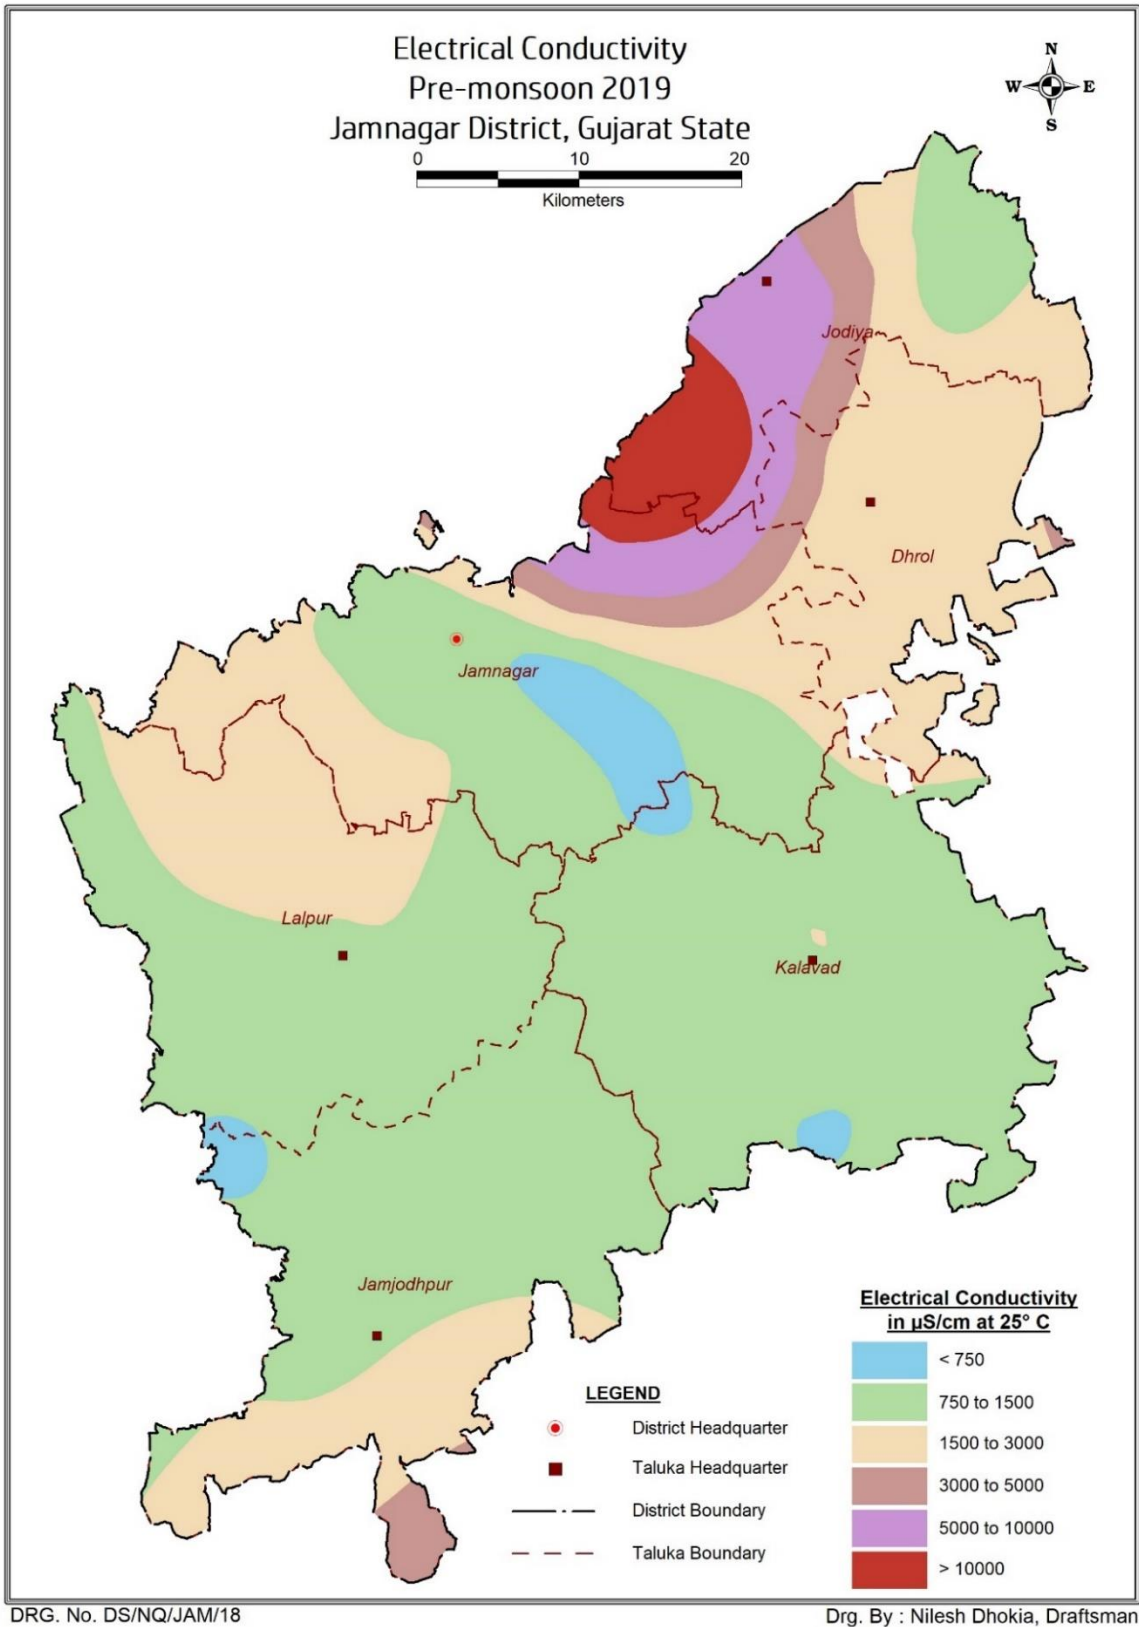 Electrical Conductivity
Pre-monsoon 2019
Jamnagar District, Gujarat State
N
W E
S
0 10 20
Kilometers
Jodiya
Dhrol
Jamnagar
Lalpur
Kalavad
Jamjodhpur
Electrical Conductivity
in µS/cm at 25° C
< 750
750 to 1500
1500 to 3000
3000 to 5000
5000 to 10000
> 10000
LEGEND
District Headquarter
Taluka Headquarter
District Boundary
Taluka Boundary
DRG. No. DS/NQ/JAM/18
Drg. By : Nilesh Dhokia, Draftsman